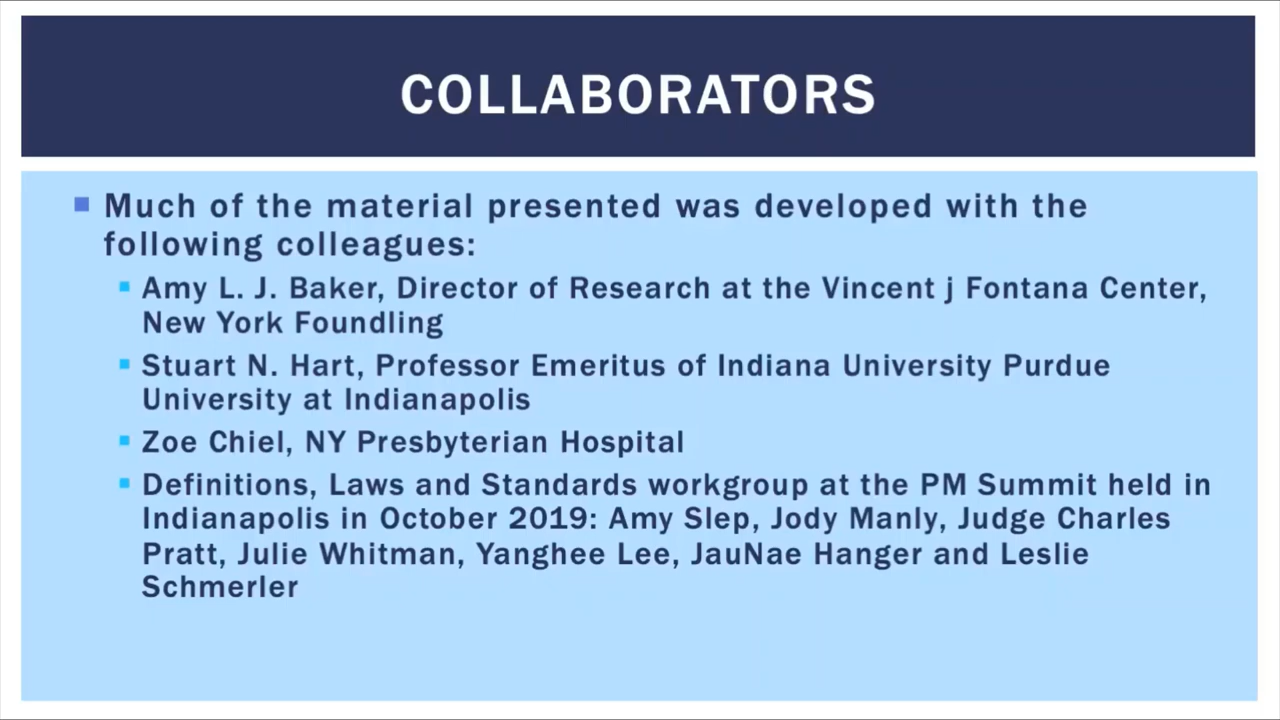 COLLABORATORS
Much of the material presented was developed with the
following colleagues:
Amy L. J. Baker, Director of Research at the Vincent j Fontana Center,
New York Foundling
Stuart N. Hart, Professor Emeritus of Indiana University Purdue
University at Indianapolis
Zoe Chiel, NY Presbyterian Hospital
Definitions, Laws and Standards workgroup at the PM Summit held in
Indianapolis in October 2019: Amy Slep, Jody Manly, Judge Charles
Pratt, Julie Whitman, Yanghee Lee, JauNae Hanger and Leslie
Schmerler